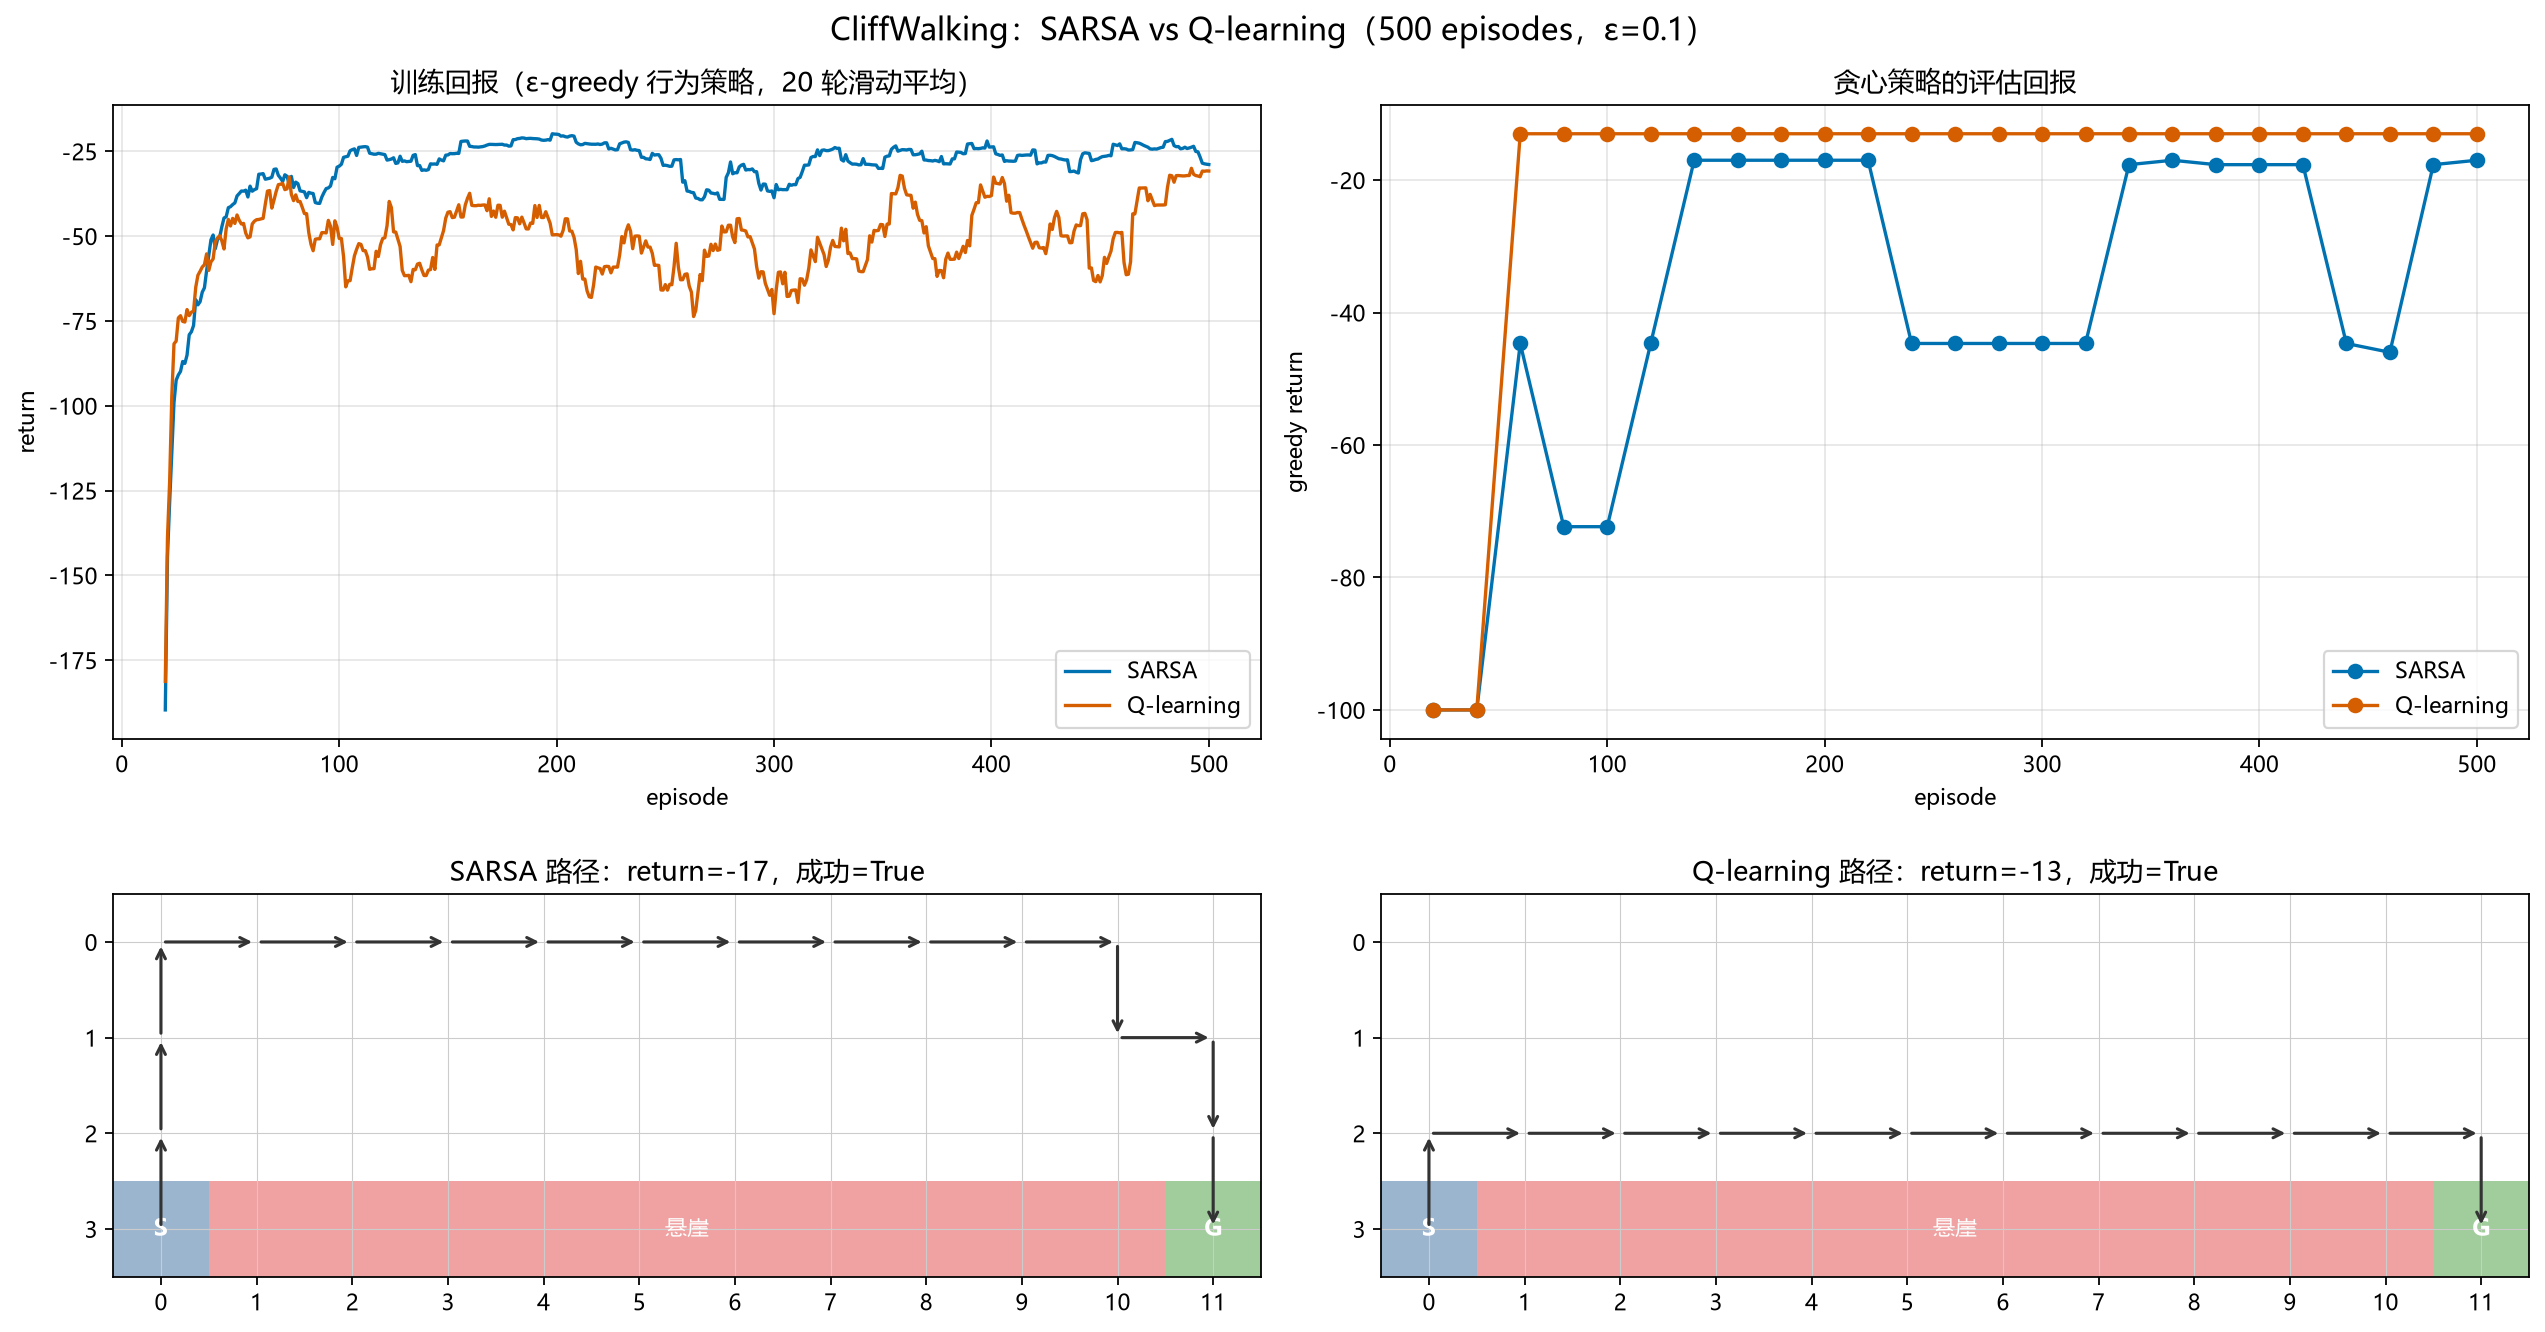 CliffWalking：SARSA vs Q-learning（500 episodes，ε=0.1）
训练回报（ε-greedy 行为策略，20 轮滑动平均）
-25
-50
-75
-100
-125
-150
-175
return
0 100 200 300 400 500
episode
SARSA
Q-learning
贪心策略的评估回报
-20
-40
-60
-80
-100
greedy return
0 100 200 300 400 500
episode
SARSA
Q-learning
SARSA 路径：return=-17，成功=True
0
1
2
3
S 悬崖 G
0 1 2 3 4 5 6 7 8 9 10 11
Q-learning 路径：return=-13，成功=True
0
1
2
3
S 悬崖 G
0 1 2 3 4 5 6 7 8 9 10 11